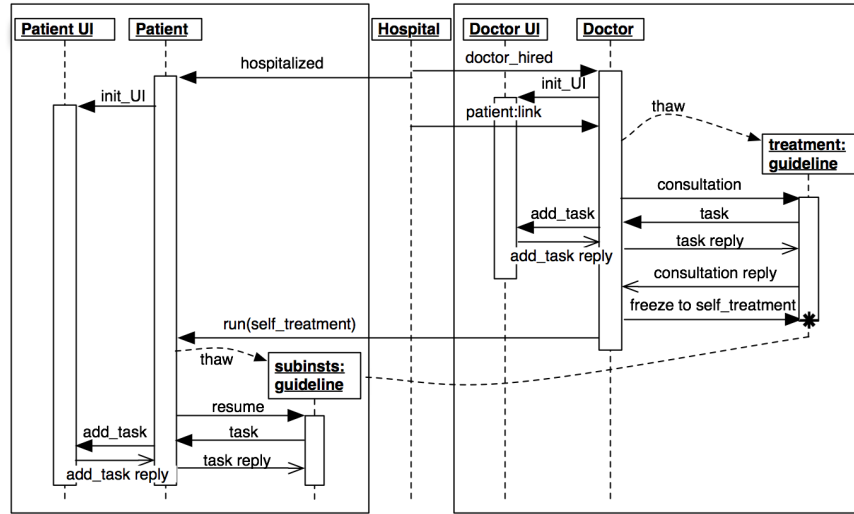 Patient UI
Patient
Hospital
Doctor UI
Doctor
hospitalized
doctor_hired
init_UI
init_UI
patient:link
thaw
treatment:
guideline
consultation
add_task
task
add_task reply
task reply
consultation reply
freeze to self_treatment
run(self_treatment)
thaw
subinsts:
guideline
resume
add_task
task
add_task reply
task reply